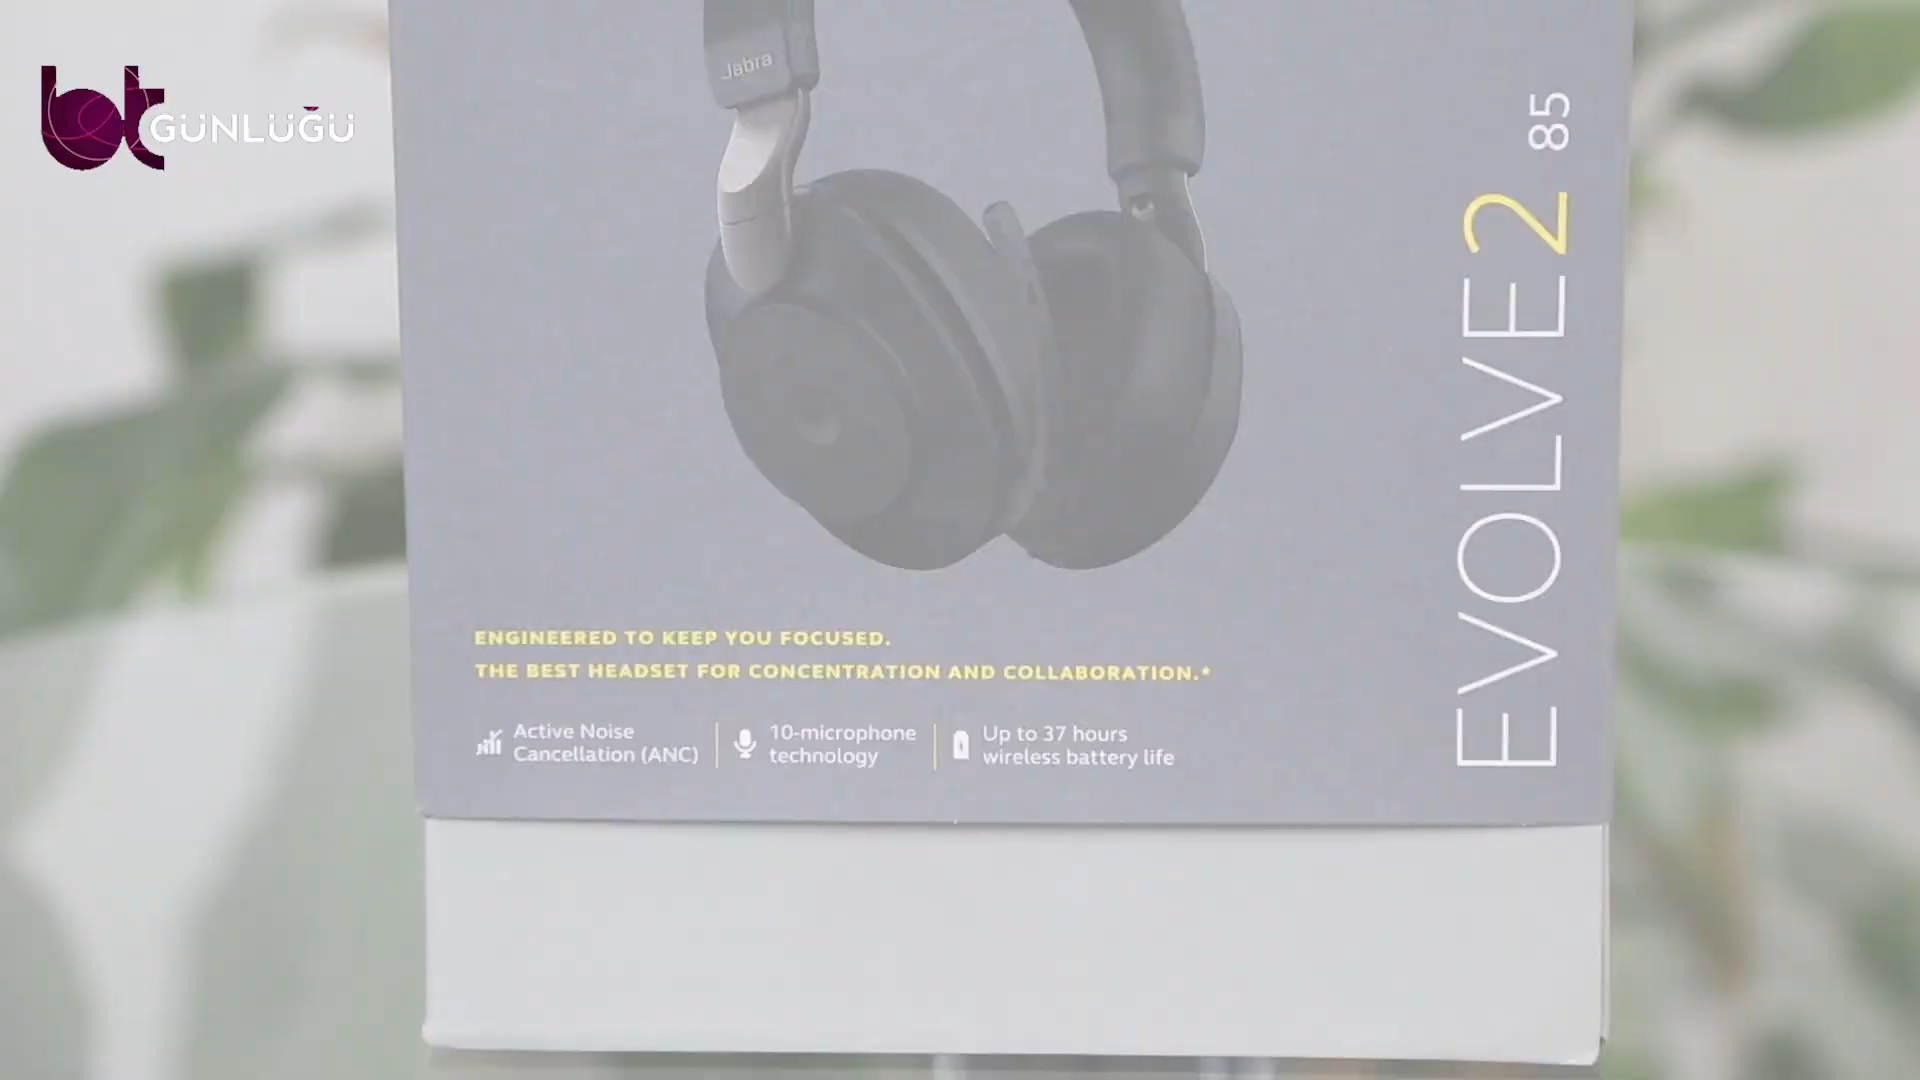 bt GÜNLÜĞÜ
Jabra
EVOLVE2 85
ENGINEERED TO KEEP YOU FOCUSED.
THE BEST HEADSET FOR CONCENTRATION AND COLLABORATION.*
Active Noise
Cancellation (ANC)
10-microphone
technology
Up to 37 hours
wireless battery life